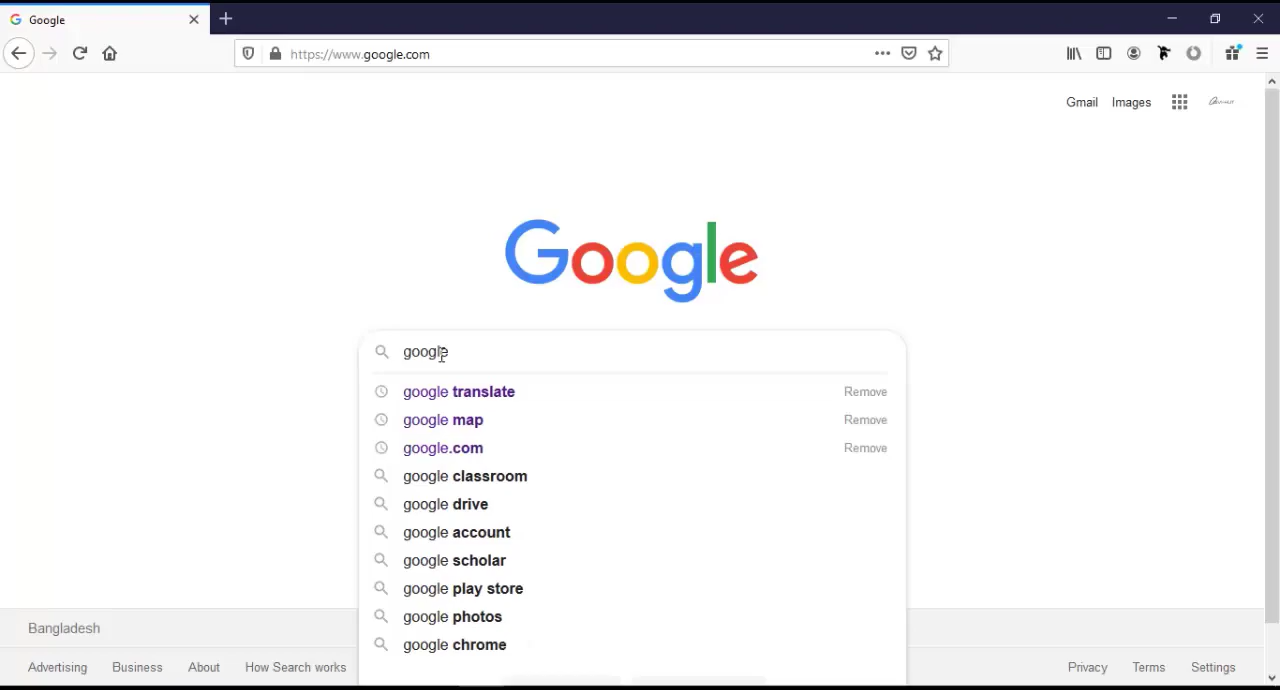 Google
https://www.google.com
Gmail Images
Google
google
google translate Remove
google map Remove
google.com Remove
google classroom
google drive
google account
google scholar
google play store
google photos
google chrome
Bangladesh
Advertising Business About How Search works Privacy Terms Settings